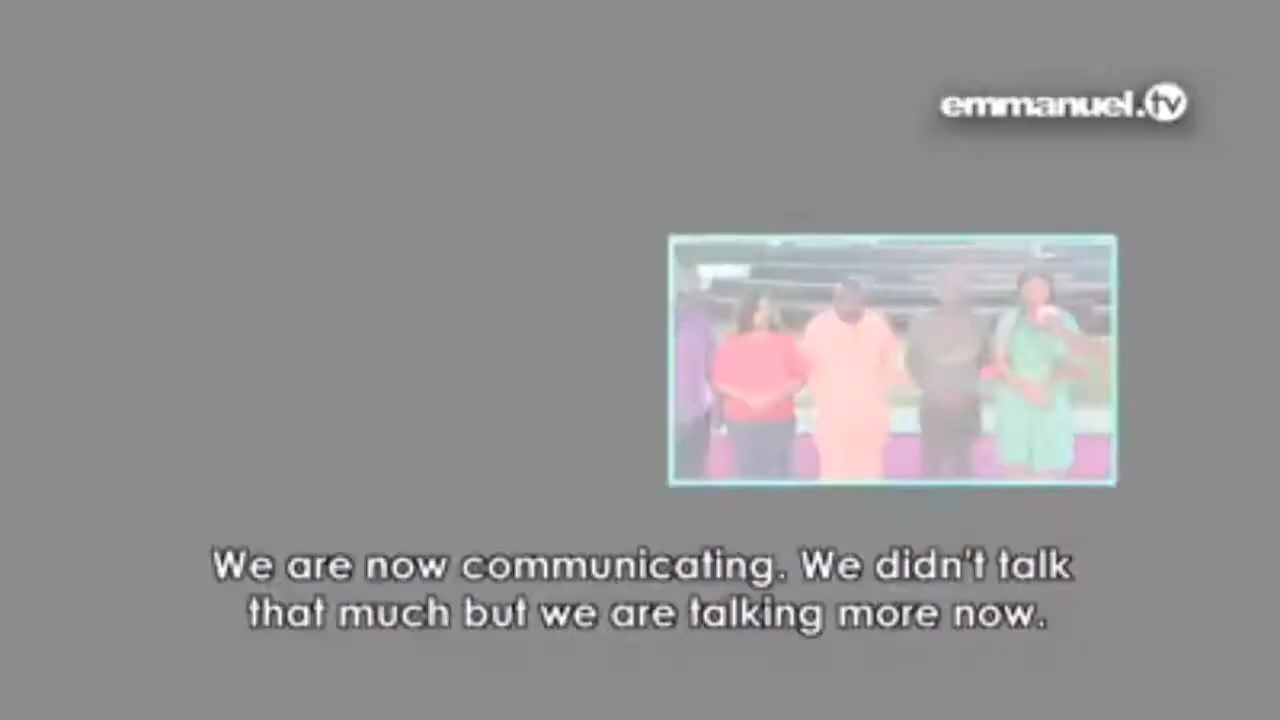 emmanuel.tv
We are now communicating. We didn't talk
that much but we are talking more now.